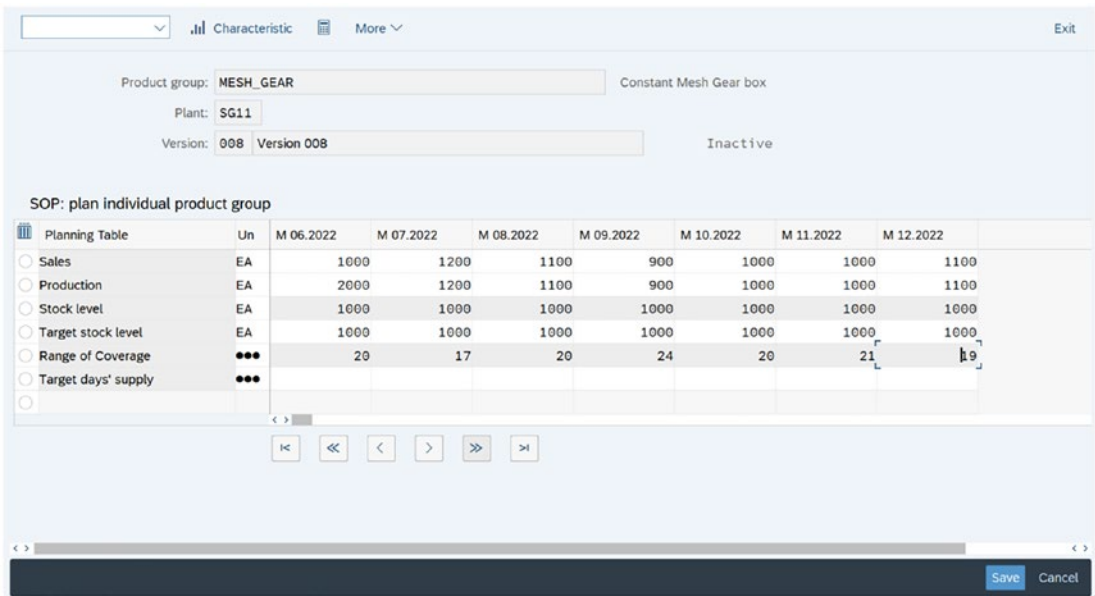 Characteristic More Exit
Product group: MESH_GEAR Constant Mesh Gear box
Plant: SG11
Version: 008 Version 008 Inactive
SOP: plan individual product group
Planning Table Un M 06.2022 M 07.2022 M 08.2022 M 09.2022 M 10.2022 M 11.2022 M 12.2022
Sales EA 1000 1200 1100 900 1000 1000 1100
Production EA 2000 1200 1100 900 1000 1000 1100
Stock level EA 1000 1000 1000 1000 1000 1000 1000
Target stock level EA 1000 1000 1000 1000 1000 1000 1000
Range of Coverage ●●● 20 17 20 24 20 21 19
Target days' supply ●●●
Save Cancel